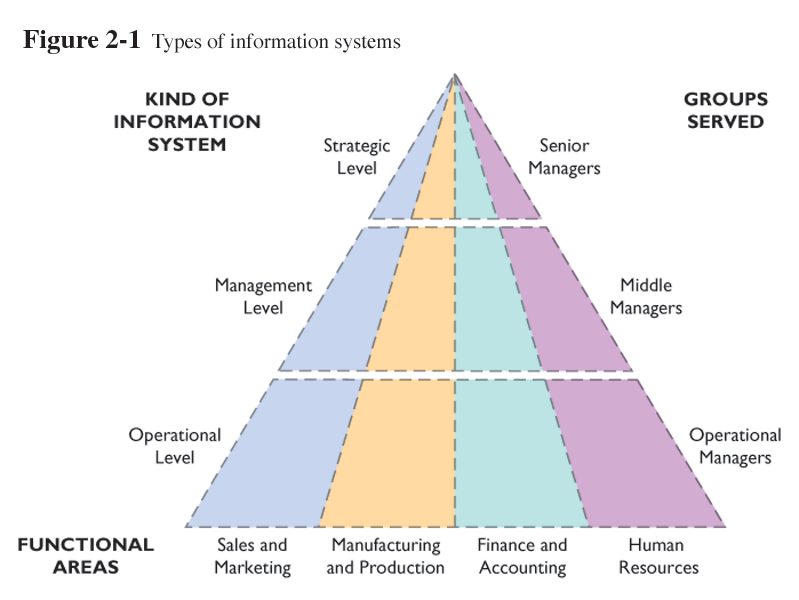 Figure 2-1 Types of information systems
KIND OF
INFORMATION
SYSTEM
GROUPS
SERVED
Strategic
Level
Senior
Managers
Management
Level
Middle
Managers
Operational
Level
Operational
Managers
FUNCTIONAL
AREAS
Sales and
Marketing
Manufacturing
and Production
Finance and
Accounting
Human
Resources